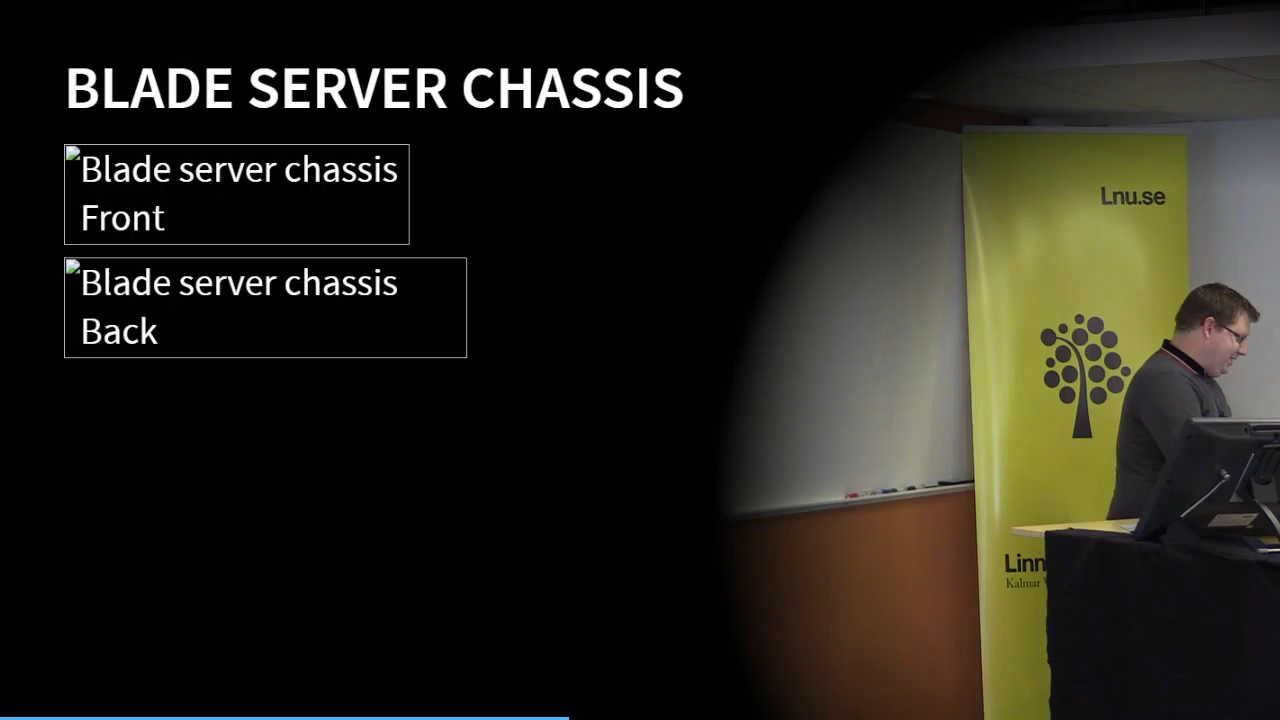 BLADE SERVER CHASSIS
Blade server chassis
Front
Blade server chassis
Back
Lnu.se
Linn
Kalmar